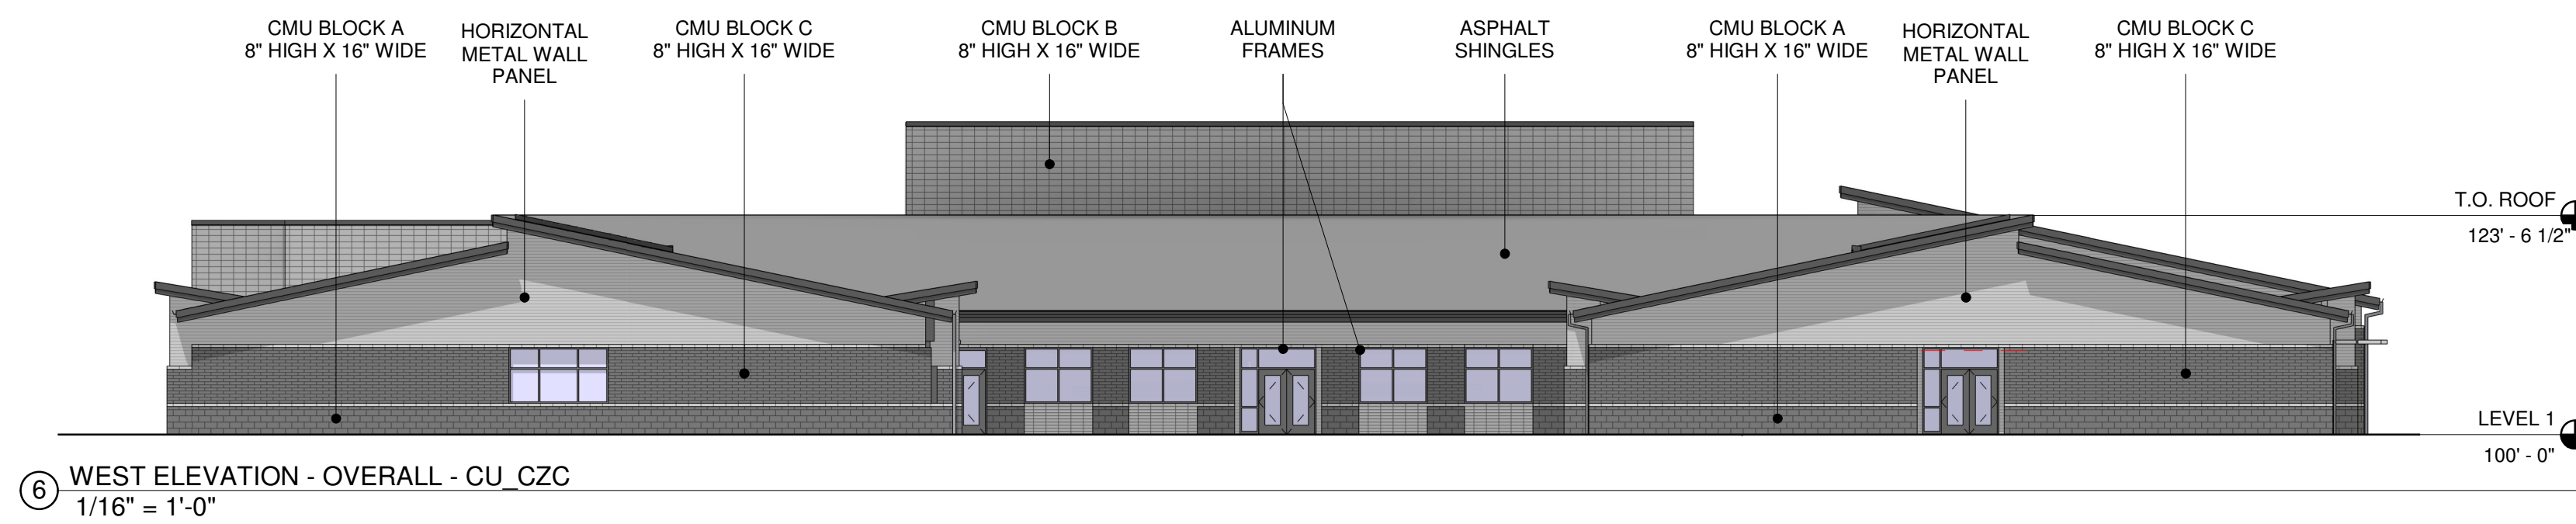 CMU BLOCK A
8" HIGH X 16" WIDE
HORIZONTAL
METAL WALL
PANEL
CMU BLOCK C
8" HIGH X 16" WIDE
CMU BLOCK B
8" HIGH X 16" WIDE
ALUMINUM
FRAMES
ASPHALT
SHINGLES
CMU BLOCK A
8" HIGH X 16" WIDE
HORIZONTAL
METAL WALL
PANEL
CMU BLOCK C
8" HIGH X 16" WIDE
T.O. ROOF
123' - 6 1/2"
LEVEL 1
100' - 0"
6
WEST ELEVATION - OVERALL - CU_CZC
1/16" = 1'-0"